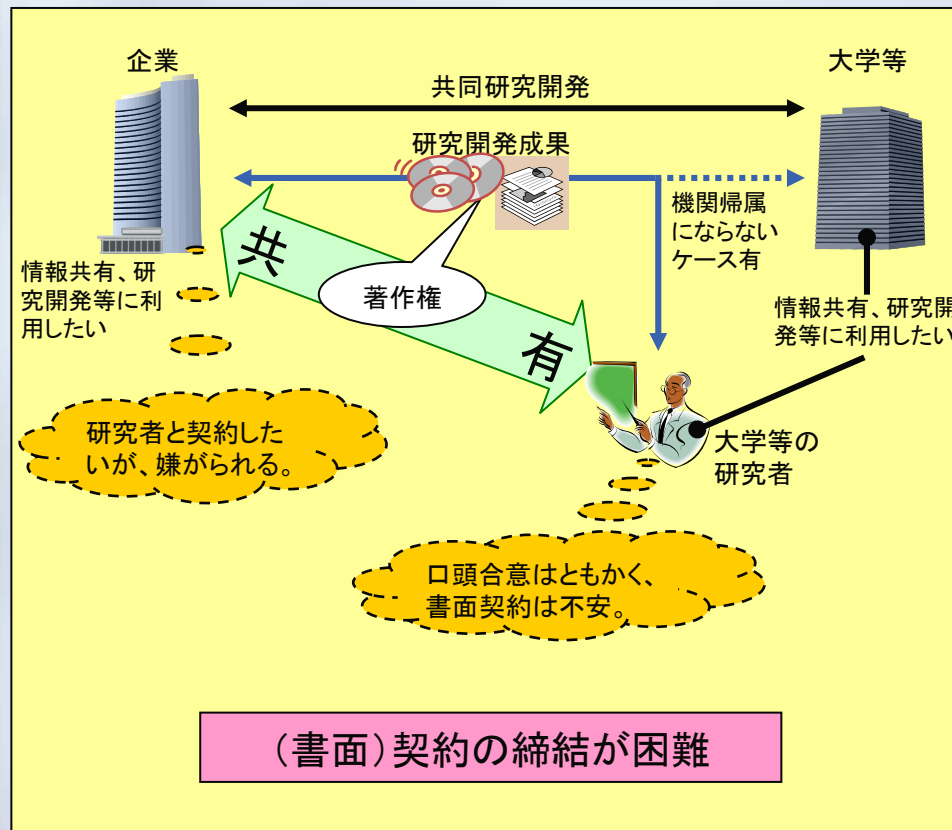 企業
大学等
共同研究開発
研究開発成果
機関帰属
にならない
ケース有
共
著作権
有
情報共有、研
究開発等に利
用したい
情報共有、研究開
発等に利用したい
研究者と契約した
いが、嫌がられる。
大学等の
研究者
口頭合意はともかく、
書面契約は不安。
（書面）契約の締結が困難